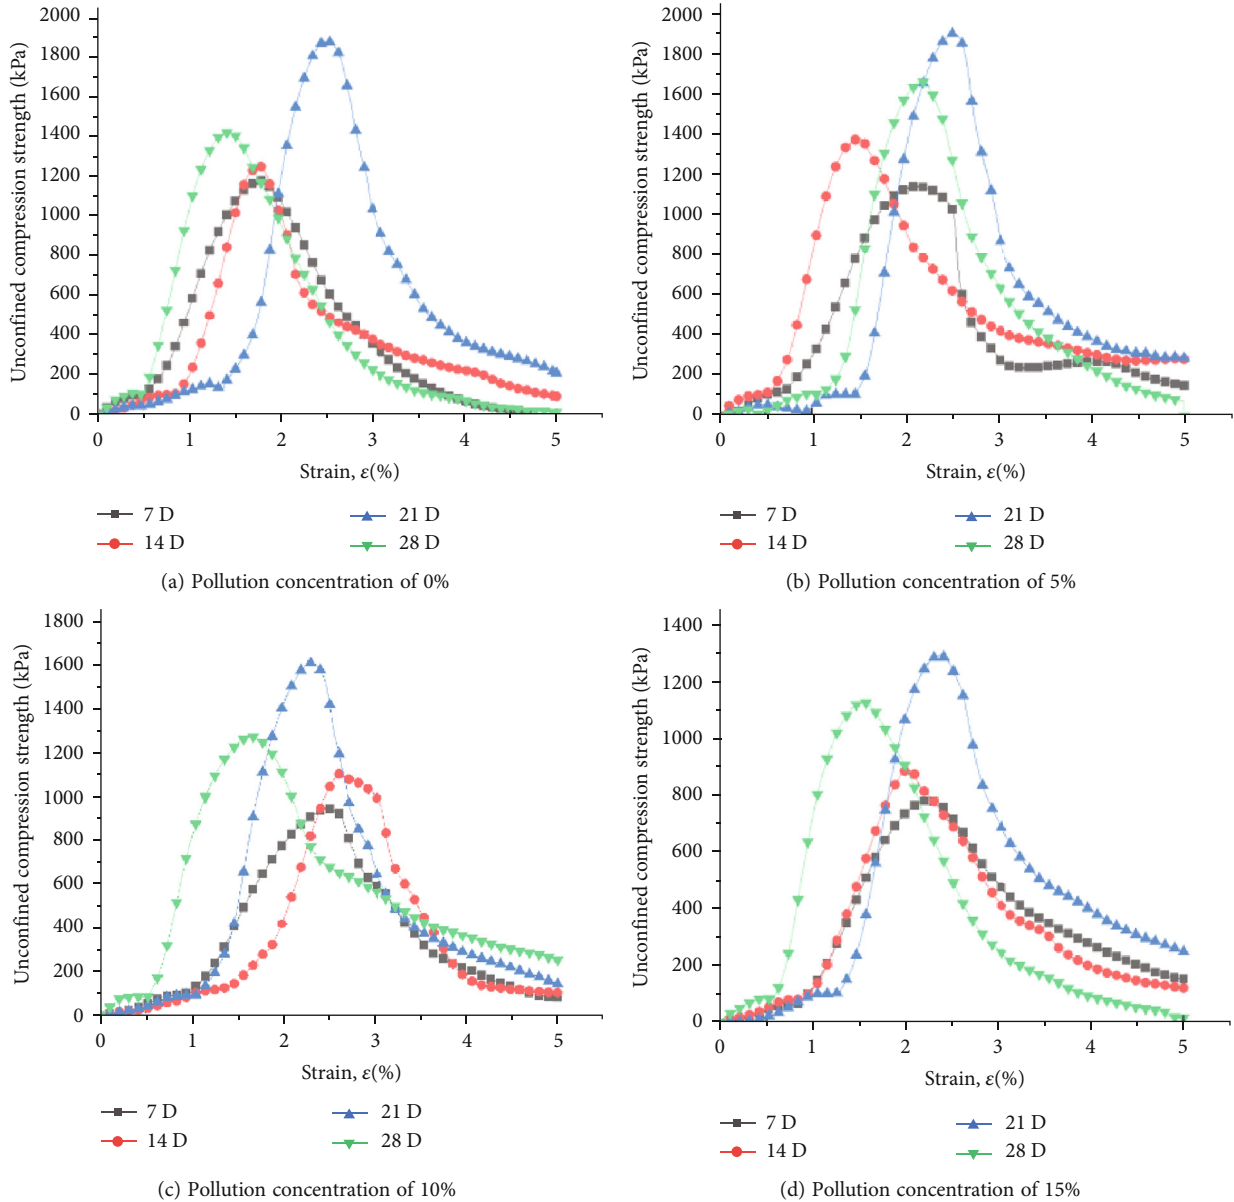 Unconfined compression strength (kPa)
2000
1800
1600
1400
1200
1000
800
600
400
200
0
0 1 2 3 4 5
Strain, ε(%)
7 D
14 D
21 D
28 D
(a) Pollution concentration of 0%
Unconfined compression strength (kPa)
2000
1800
1600
1400
1200
1000
800
600
400
200
0
0 1 2 3 4 5
Strain, ε(%)
7 D
14 D
21 D
28 D
(b) Pollution concentration of 5%
Unconfined compression strength (kPa)
1800
1600
1400
1200
1000
800
600
400
200
0
0 1 2 3 4 5
Strain, ε(%)
7 D
14 D
21 D
28 D
(c) Pollution concentration of 10%
Unconfined compression strength (kPa)
1400
1200
1000
800
600
400
200
0
0 1 2 3 4 5
Strain, ε(%)
7 D
14 D
21 D
28 D
(d) Pollution concentration of 15%